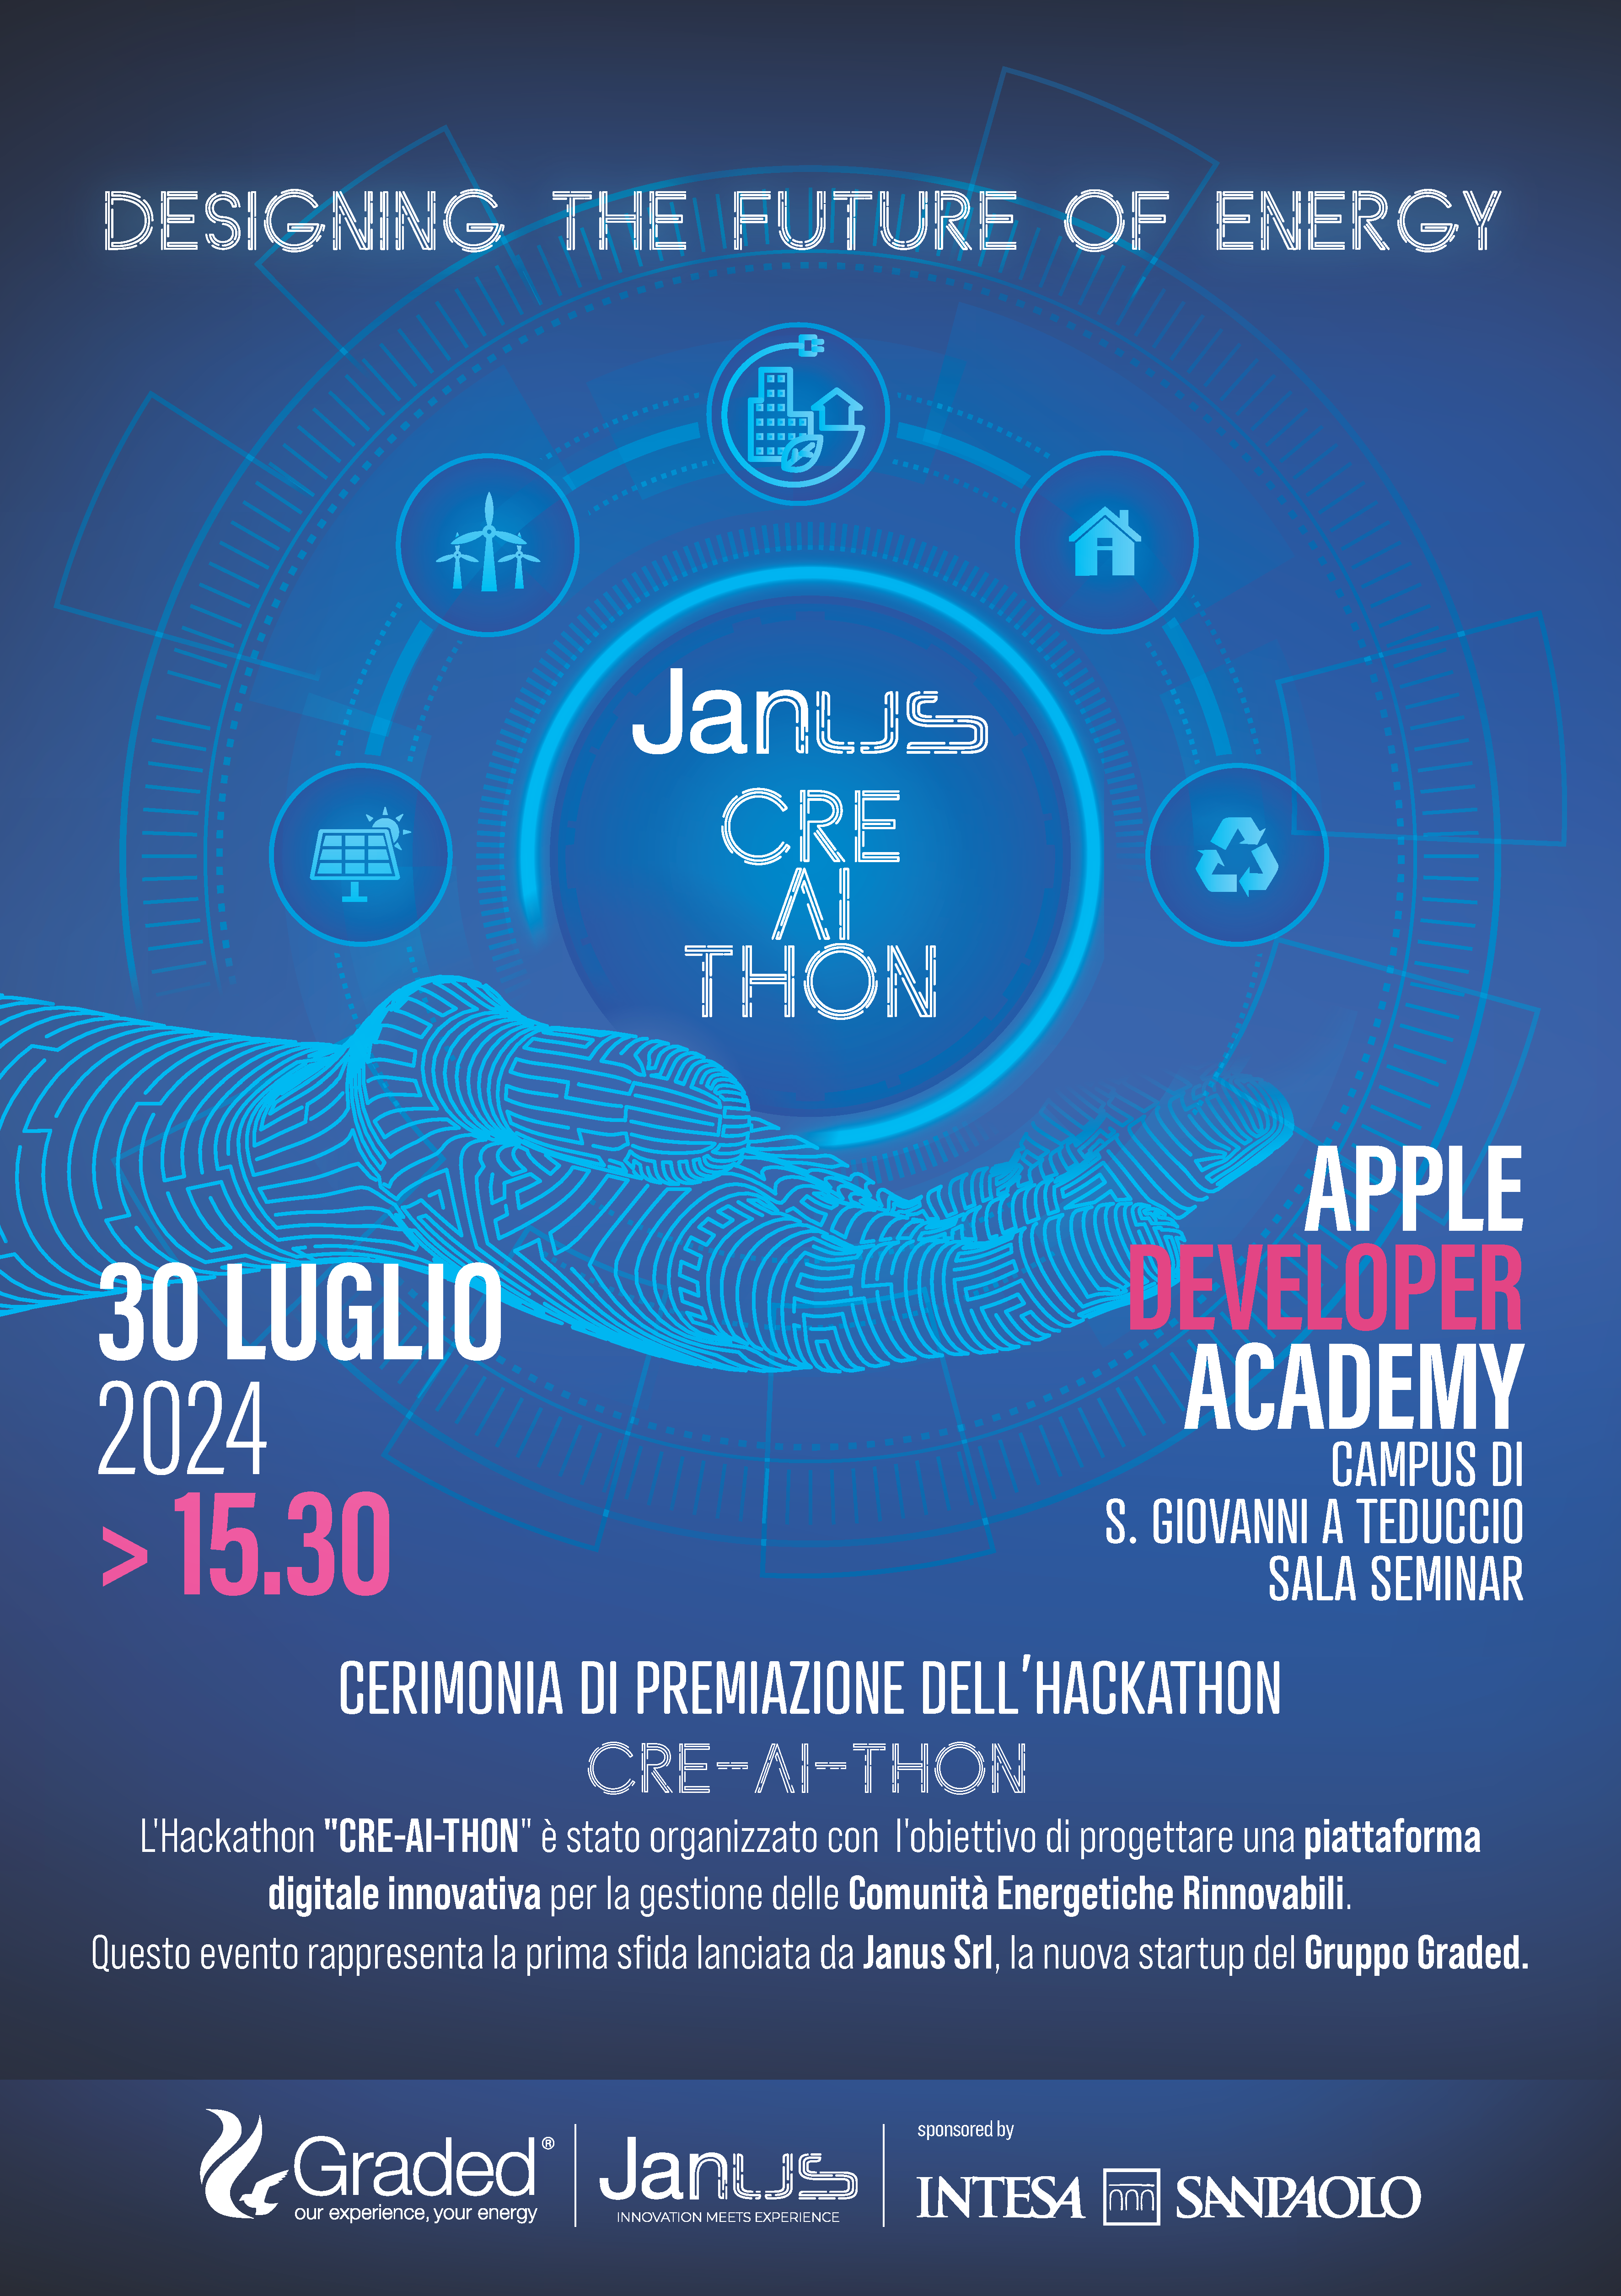 DESIGNING THE FUTURE OF ENERGY
Janus
CRE
AI
THON
30 LUGLIO
2024
> 15.30
APPLE
DEVELOPER
ACADEMY
CAMPUS DI
S. GIOVANNI A TEDUCCIO
SALA SEMINAR
CERIMONIA DI PREMIAZIONE DELL'HACKATHON
CRE-AI-THON
L'Hackathon "CRE-AI-THON" è stato organizzato con l'obiettivo di progettare una piattaforma
digitale innovativa per la gestione delle Comunità Energetiche Rinnovabili.
Questo evento rappresenta la prima sfida lanciata da Janus Srl, la nuova startup del Gruppo Graded.
Graded®
our experience, your energy
Janus
INNOVATION MEETS EXPERIENCE
sponsored by
INTESA SANPAOLO